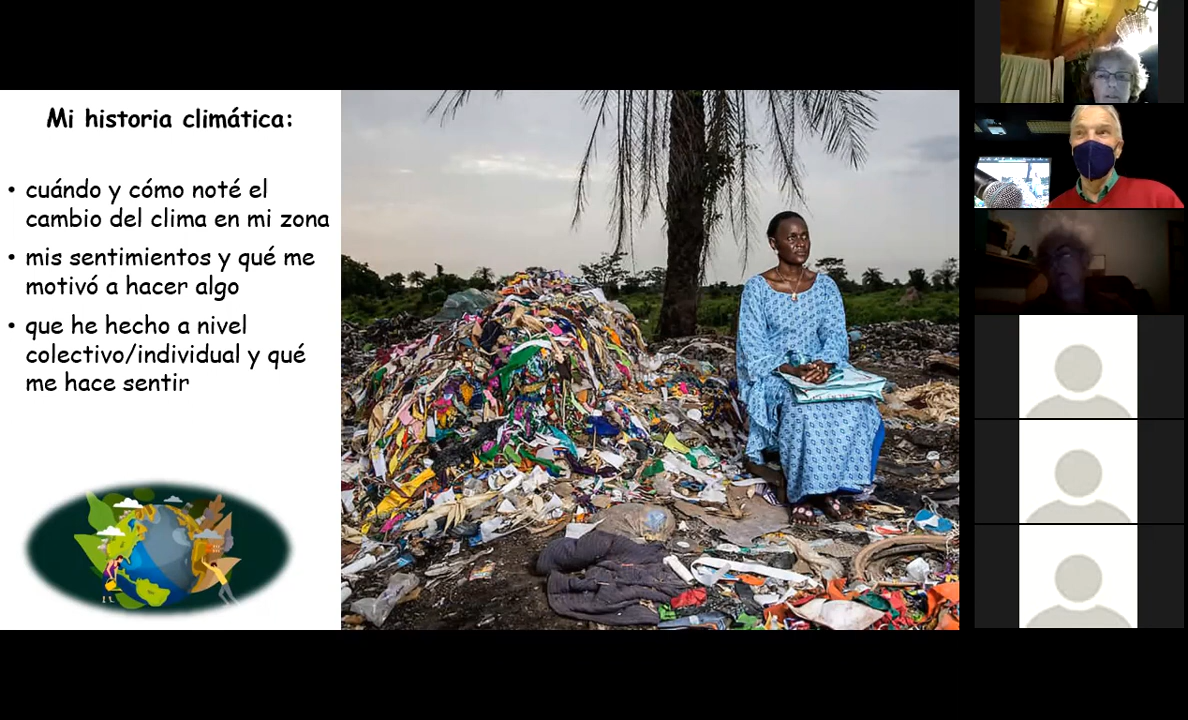 Mi historia climática:
• cuándo y cómo noté el
cambio del clima en mi zona
• mis sentimientos y qué me
motivó a hacer algo
• que he hecho a nivel
colectivo/individual y qué
me hace sentir